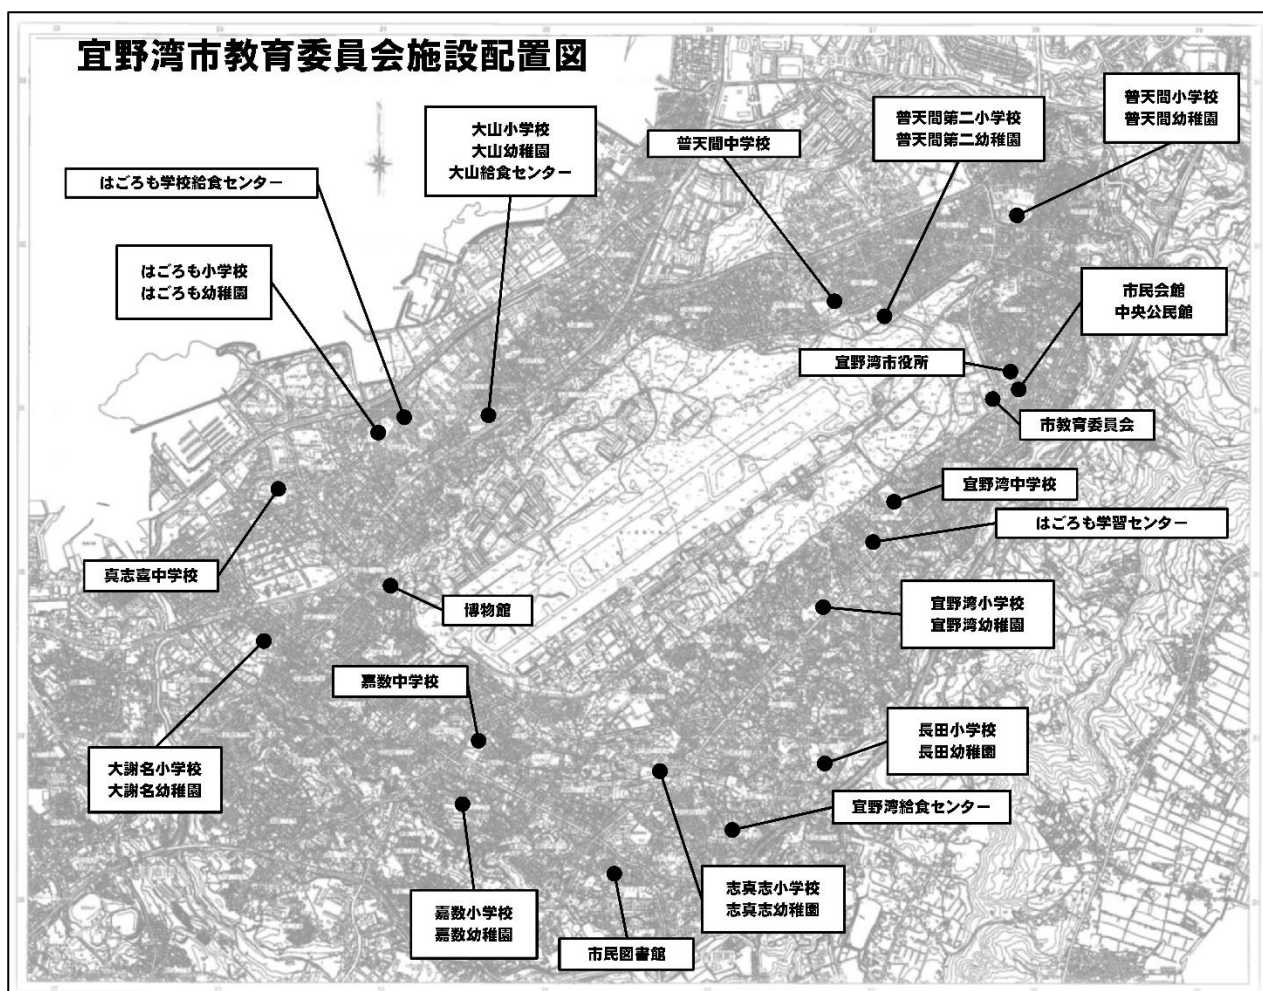 宜野湾市教育委員会施設配置図
普天間小学校
普天間幼稚園
普天間第二小学校
普天間第二幼稚園
大山小学校
大山幼稚園
大山給食センター
普天間中学校
はごろも学校給食センター
はごろも小学校
はごろも幼稚園
市民会館
中央公民館
宜野湾市役所
市教育委員会
宜野湾中学校
はごろも学習センター
真志喜中学校
博物館
宜野湾小学校
宜野湾幼稚園
嘉数中学校
長田小学校
長田幼稚園
大謝名小学校
大謝名幼稚園
宜野湾給食センター
志真志小学校
志真志幼稚園
嘉数小学校
嘉数幼稚園
市民図書館